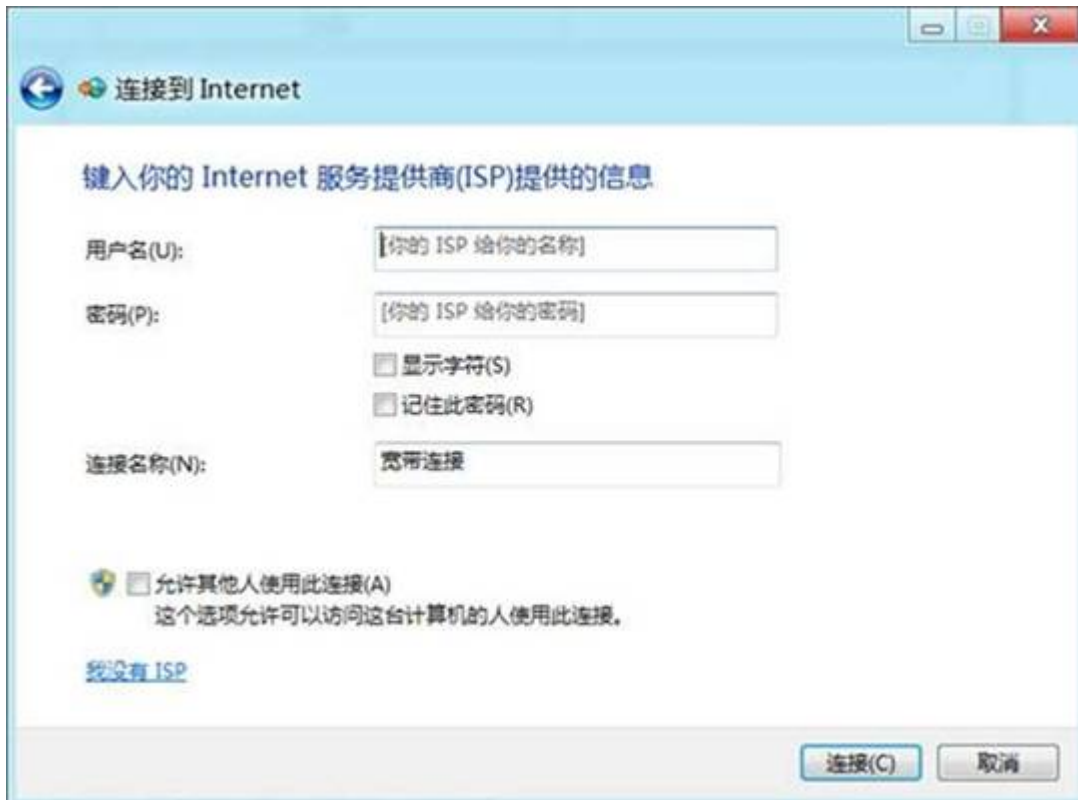 连接到 Internet
键入你的 Internet 服务提供商(ISP)提供的信息
用户名(U):
[你的 ISP 给你的名称]
密码(P):
[你的 ISP 给你的密码]
显示字符(S)
记住此密码(R)
连接名称(N):
宽带连接
允许其他人使用此连接(A)
这个选项允许可以访问这台计算机的人使用此连接。
我没有 ISP
连接(C)
取消